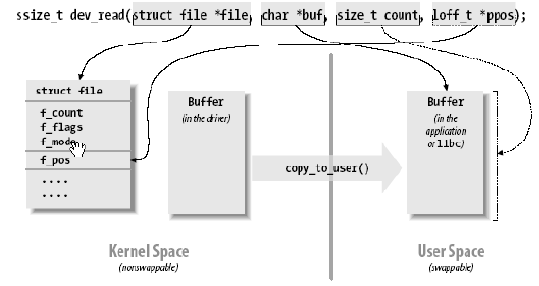 ssize_t dev_read(struct file *file, char *buf, size_t count, loff_t *ppos);
struct file
f_count
f_flags
f_mode
f_pos
....
....
Buffer
(in the driver)
copy_to_user()
Buffer
(in the
application
or libc)
Kernel Space
(nonswappable)
User Space
(swappable)